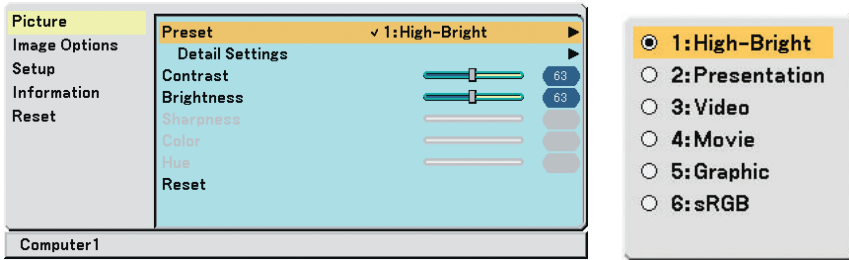 Picture
Image Options
Setup
Information
Reset
Preset ✓ 1:High-Bright
Detail Settings
Contrast 63
Brightness 63
Sharpness
Color
Hue
Reset
Computer1
1:High-Bright
2:Presentation
3:Video
4:Movie
5:Graphic
6:sRGB